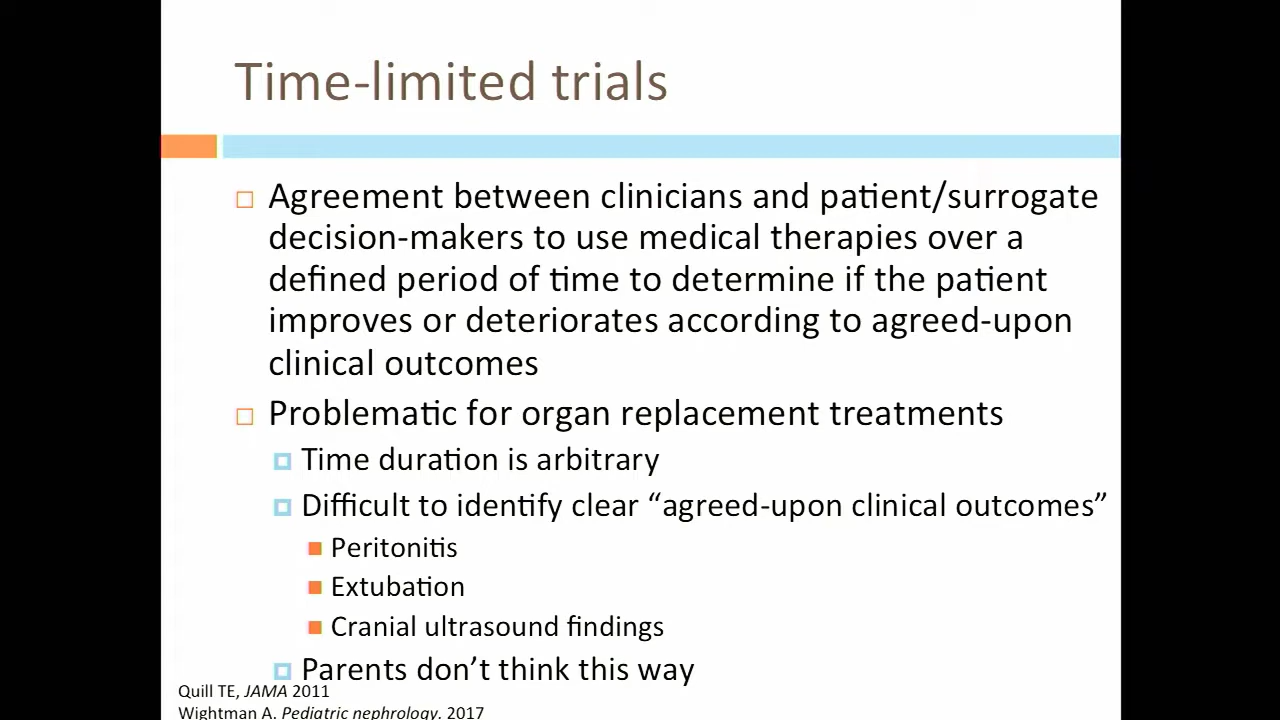 Time-limited trials
Agreement between clinicians and patient/surrogate
decision-makers to use medical therapies over a
defined period of time to determine if the patient
improves or deteriorates according to agreed-upon
clinical outcomes
Problematic for organ replacement treatments
Time duration is arbitrary
Difficult to identify clear “agreed-upon clinical outcomes”
Peritonitis
Extubation
Cranial ultrasound findings
Parents don’t think this way
Quill TE, JAMA 2011
Wightman A. Pediatric nephrology. 2017